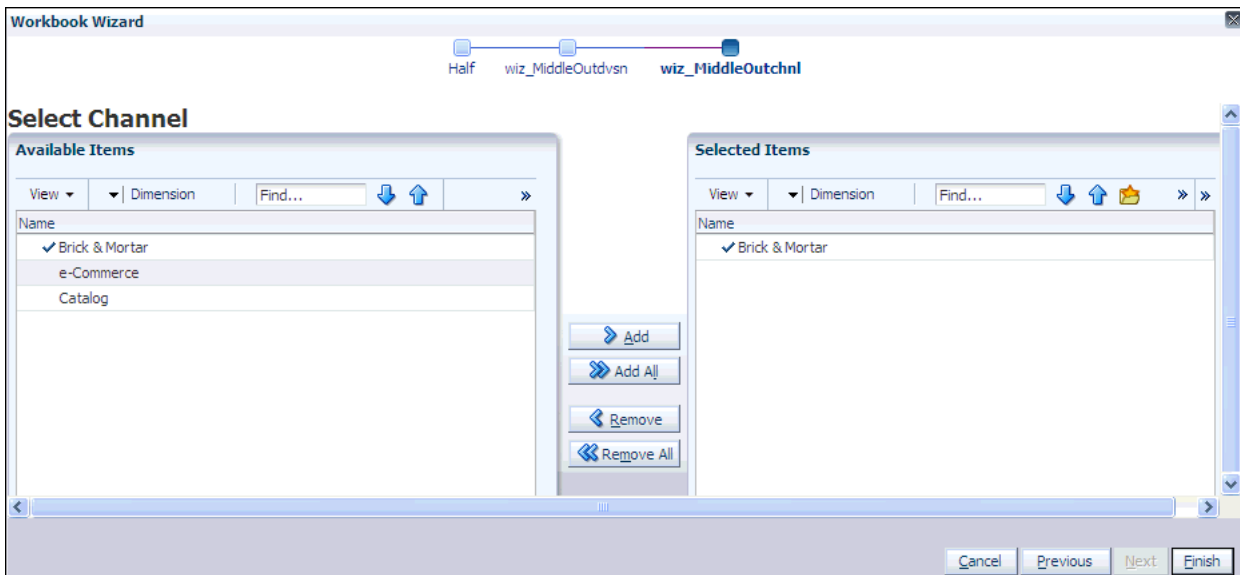 Workbook Wizard
Half wiz_MiddleOutdvsn wiz_MiddleOutchnl
Select Channel
Available Items
View Dimension Find... »
Name
Brick & Mortar
e-Commerce
Catalog
Add
Add All
Remove
Remove All
Selected Items
View Dimension Find... » »
Name
Brick & Mortar
Cancel Previous Next Finish